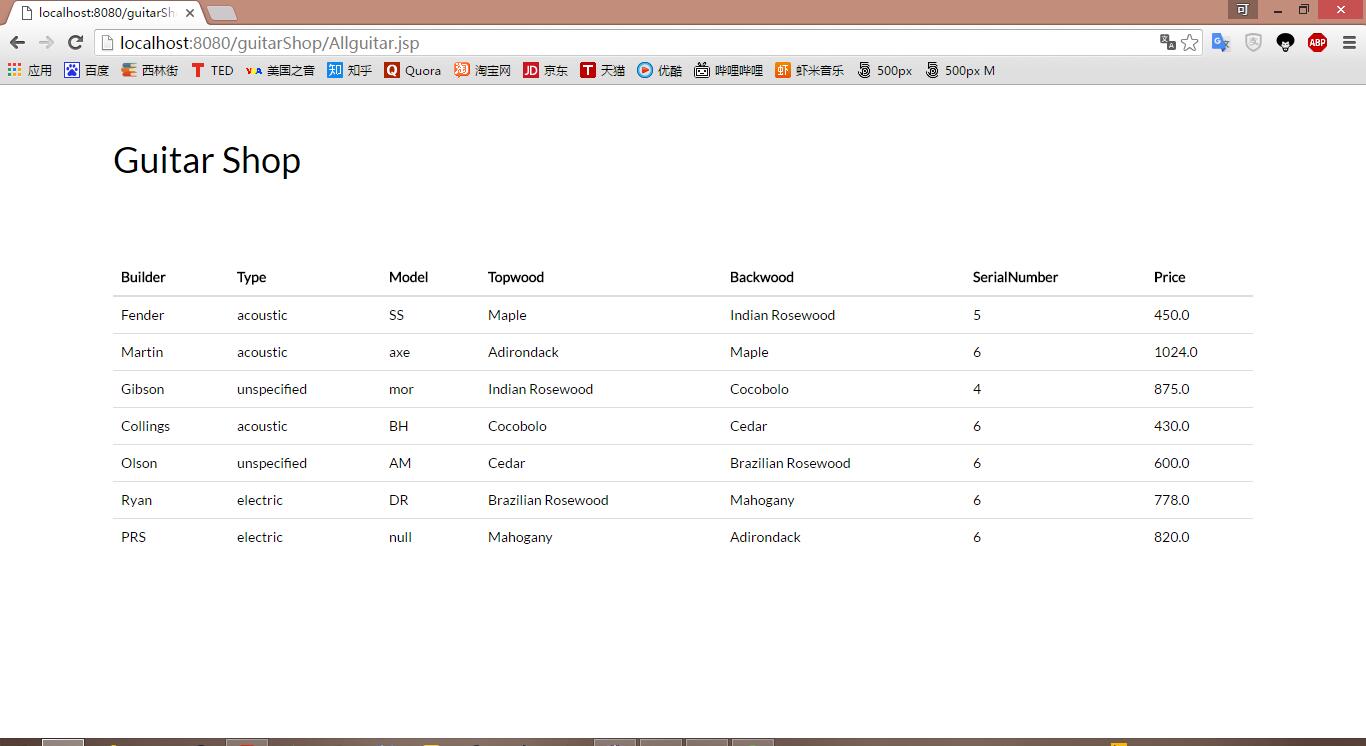 localhost:8080/guitarSh
可
localhost:8080/guitarShop/Allguitar.jsp
ABP
应用 百度 西林街 TED 美国之音 知乎 Quora 淘宝网 京东 天猫 优酷 哔哩哔哩 虾米音乐 500px 500px M
Guitar Shop
Builder Type Model Topwood Backwood SerialNumber Price
Fender acoustic SS Maple Indian Rosewood 5 450.0
Martin acoustic axe Adirondack Maple 6 1024.0
Gibson unspecified mor Indian Rosewood Cocobolo 4 875.0
Collings acoustic BH Cocobolo Cedar 6 430.0
Olson unspecified AM Cedar Brazilian Rosewood 6 600.0
Ryan electric DR Brazilian Rosewood Mahogany 6 778.0
PRS electric null Mahogany Adirondack 6 820.0